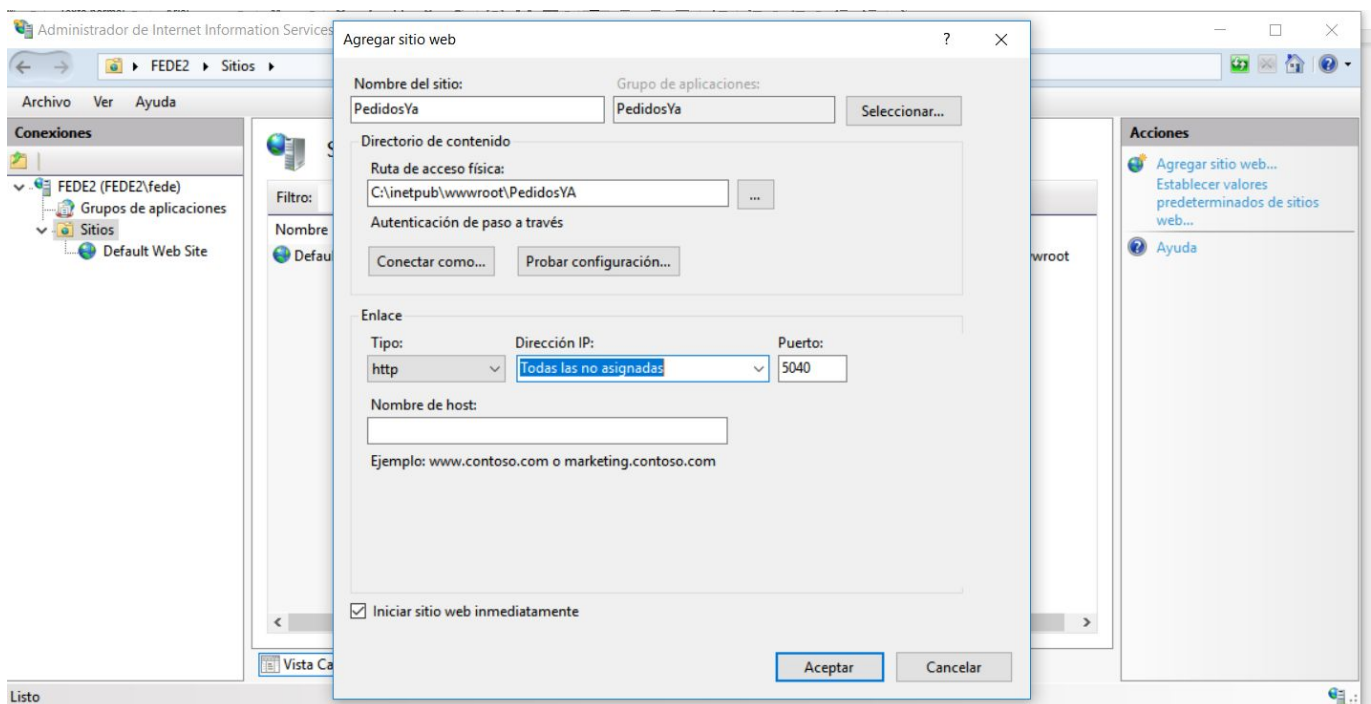 Administrador de Internet Information Services
Agregar sitio web
?
FEDE2 Sitios
Archivo Ver Ayuda
Conexiones
FEDE2 (FEDE2\fede)
Grupos de aplicaciones
Sitios
Default Web Site
Filtro:
Nombre
Defau
wroot
Nombre del sitio:
Grupo de aplicaciones:
PedidosYa
PedidosYa
Seleccionar...
Directorio de contenido
Ruta de acceso física:
C:\inetpub\wwwroot\PedidosYA
...
Autenticación de paso a través
Conectar como...
Probar configuración...
Enlace
Tipo:
Dirección IP:
Puerto:
http
Todas las no asignadas
5040
Nombre de host:
Ejemplo: www.contoso.com o marketing.contoso.com
Iniciar sitio web inmediatamente
Aceptar
Cancelar
Acciones
Agregar sitio web...
Establecer valores
predeterminados de sitios
web...
Ayuda
Vista Ca
Listo